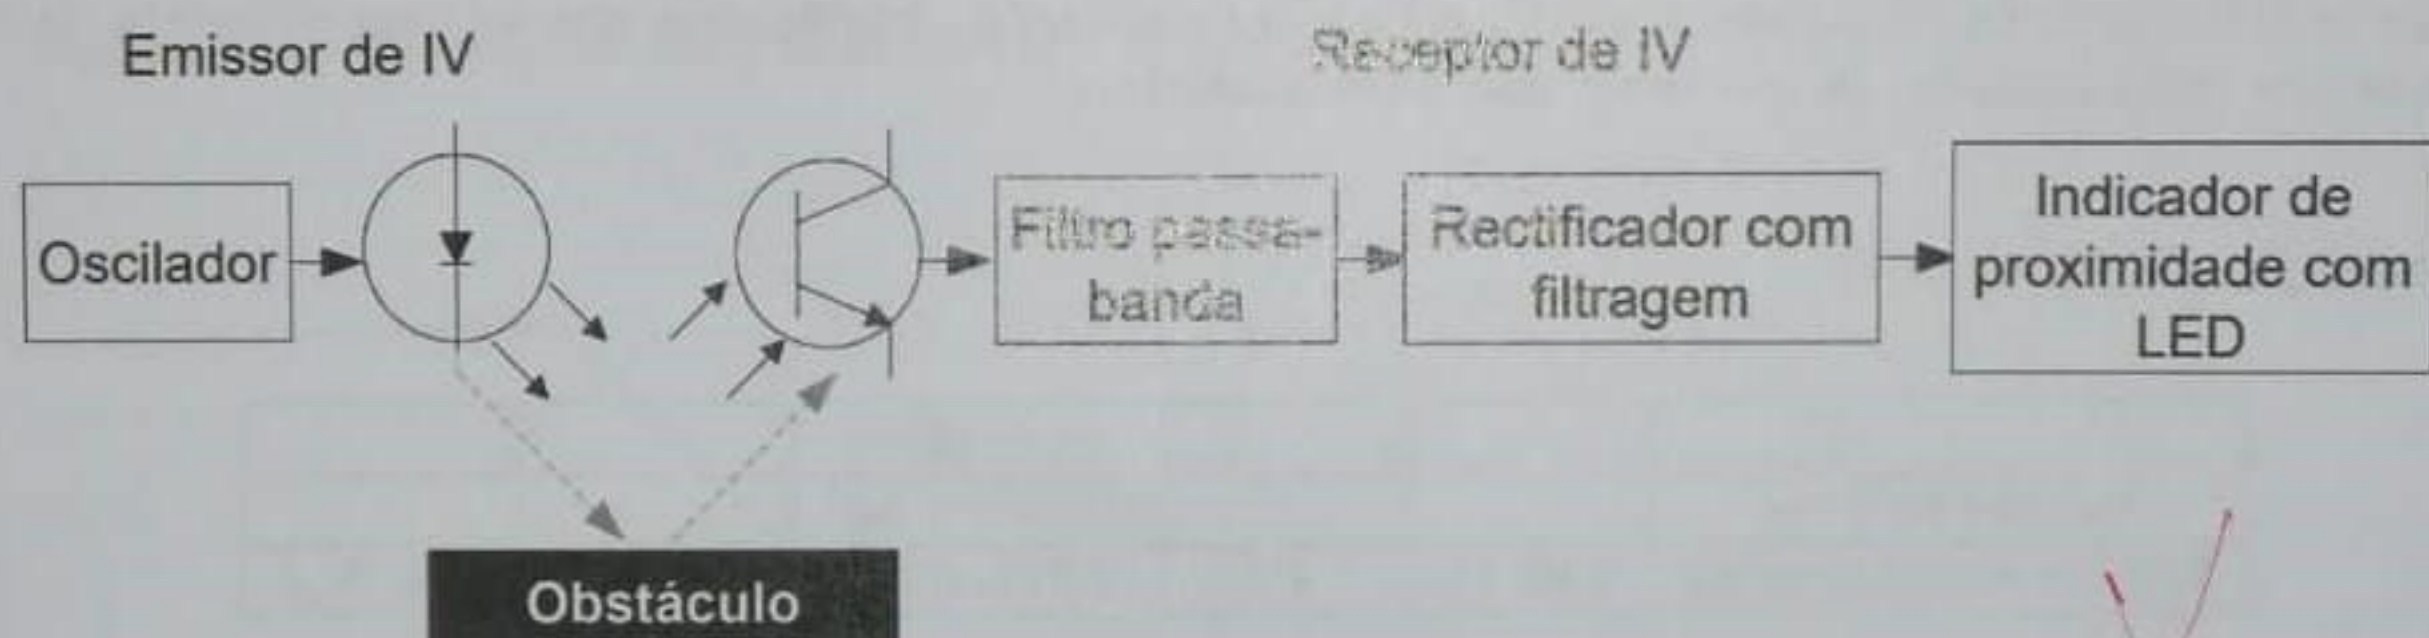 Emissor de IV
Receptor de IV
Oscilador
Filtro passa-
banda
Rectificador com
filtragem
Indicador de
proximidade com
LED
Obstáculo